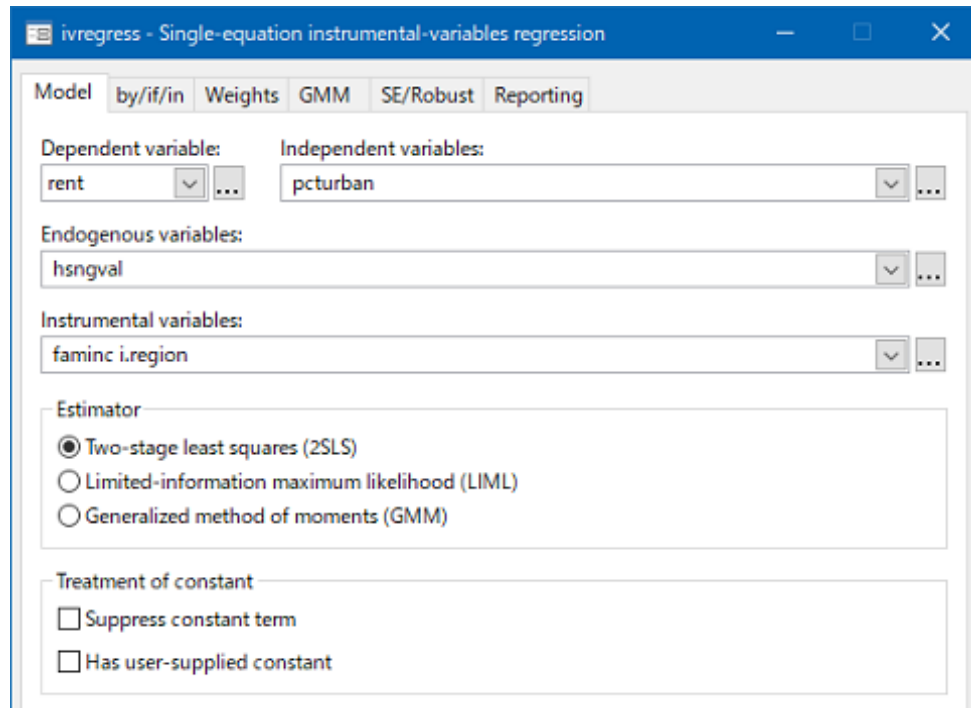 ivregress - Single-equation instrumental-variables regression
Model by/if/in Weights GMM SE/Robust Reporting
Dependent variable: Independent variables:
rent ... pcturban ...
Endogenous variables:
hsngval ...
Instrumental variables:
faminc i.region ...
Estimator
Two-stage least squares (2SLS)
Limited-information maximum likelihood (LIML)
Generalized method of moments (GMM)
Treatment of constant
Suppress constant term
Has user-supplied constant